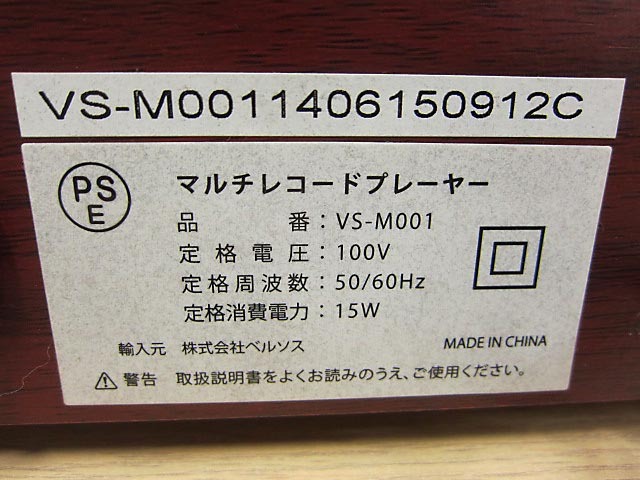 VS-M0011406150912C
PS
E
マルチレコードプレーヤー
品 番：VS-M001
定格電圧：100V
定格周波数：50/60Hz
定格消費電力：15W
輸入元 株式会社ベルソス MADE IN CHINA
⚠警告 取扱説明書をよくお読みのうえ、ご使用ください。